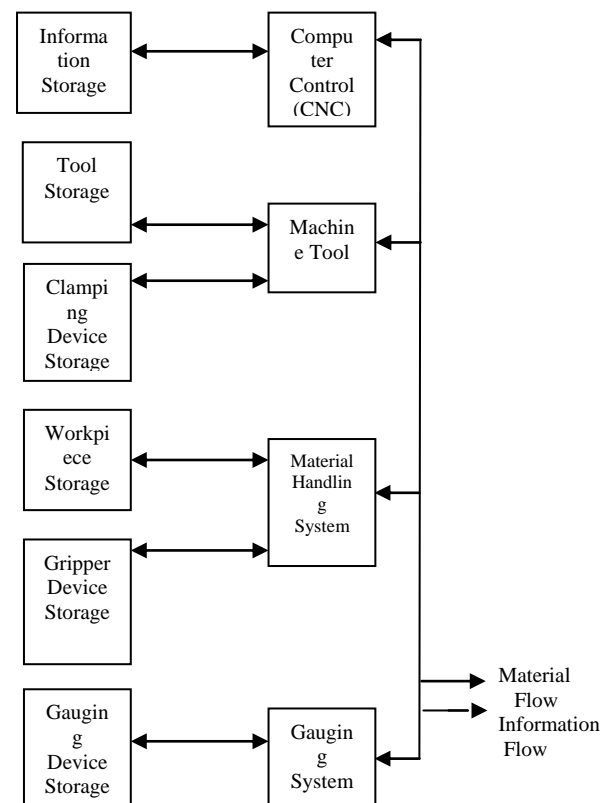 Informa
tion
Storage
Compu
ter
Control
(CNC)
Tool
Storage
Machin
e Tool
Clampi
ng
Device
Storage
Workpi
ece
Storage
Material
Handlin
g
System
Gripper
Device
Storage
Material
Flow
Information
Flow
Gaugin
g
Device
Storage
Gaugin
g
System